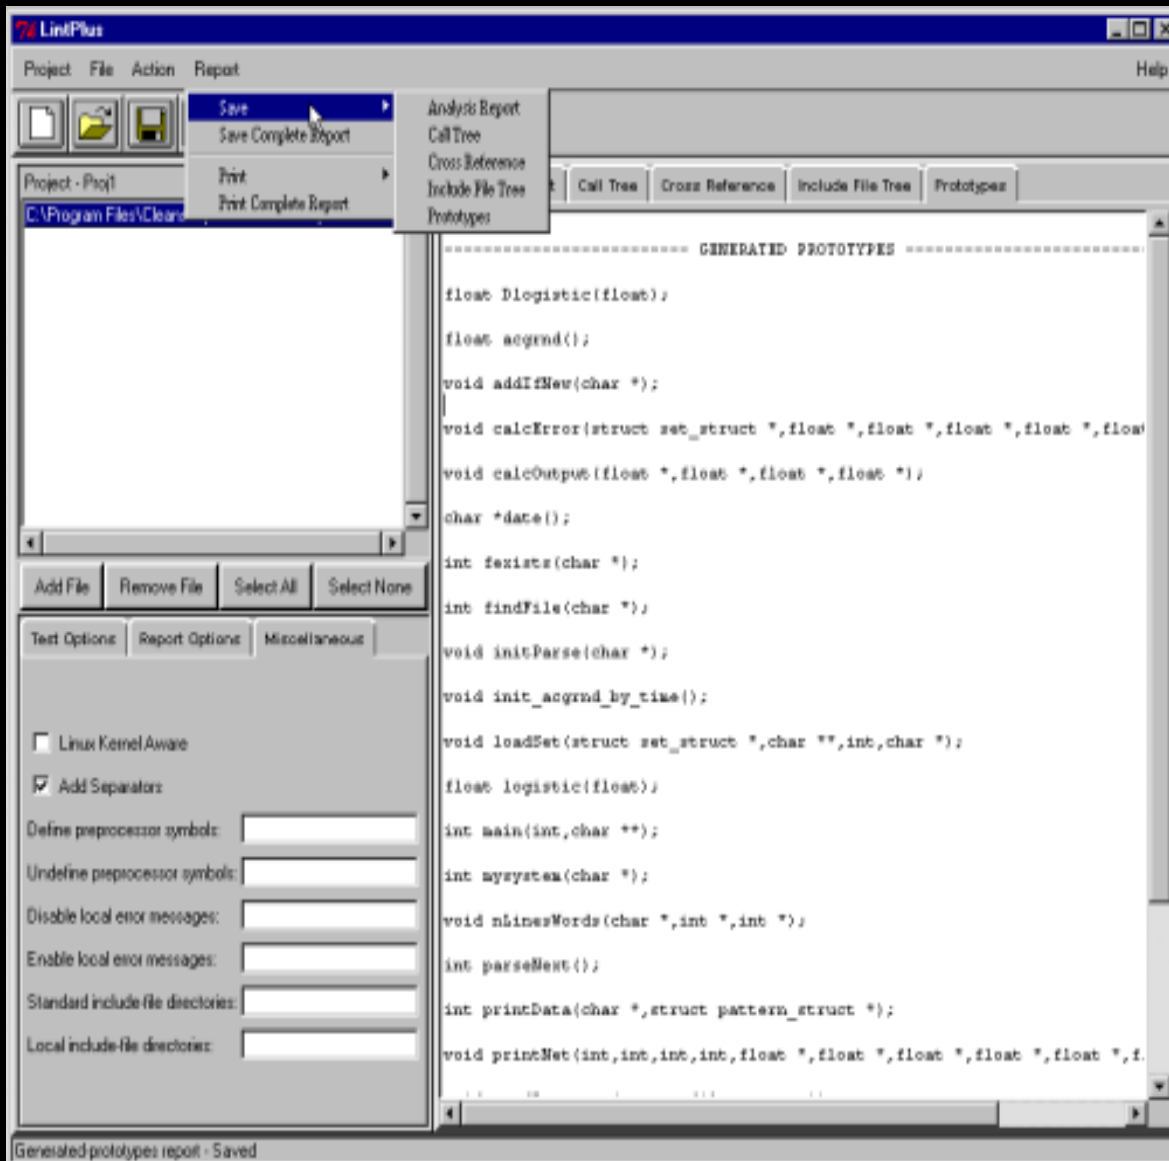 LintPlus
Project File Action Report Help
Save
Save Complete Report
Print
Print Complete Report
Analysis Report
Call Tree
Cross Reference
Include File Tree
Prototypes
Project - Proj1
C:\Program Files\Cleans
Call Tree Cross Reference Include File Tree Prototypes
========================= GENERATED PROTOTYPES =========================
float Dlogistic(float);
float acgrnd();
void addIfNew(char *);
void calcError(struct set_struct *,float *,float *,float *,float *,float
void calcOutput(float *,float *,float *,float *);
char *date();
int fexists(char *);
int findFile(char *);
void initParse(char *);
void init_acgrnd_by_time();
void loadSet(struct set_struct *,char **,int,char *);
float logistic(float);
int main(int,char **);
int mysystem(char *);
void nLinesWords(char *,int *,int *);
int parseNext();
int printData(char *,struct pattern_struct *);
void printNet(int,int,int,int,float *,float *,float *,float *,float *,f
Add File Remove File Select All Select None
Test Options Report Options Miscellaneous
Linux Kernel Aware
Add Separators
Define preprocessor symbols:
Undefine preprocessor symbols:
Disable local error messages:
Enable local error messages:
Standard include-file directories:
Local include-file directories:
Generated prototypes report - Saved